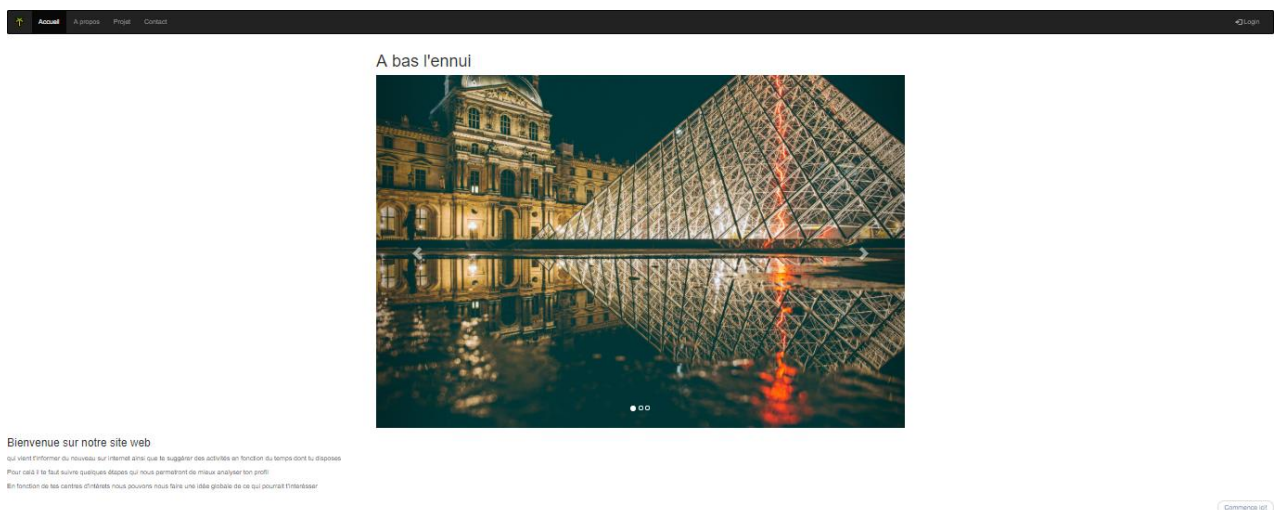 Accueil A propos Projet Contact Login
A bas l'ennui
Bienvenue sur notre site web
qui vient t'informer du nouveau sur internet ainsi que te suggérer des activités en fonction du temps dont tu disposes
Pour celà il te faut suivre quelques étapes qui nous permetront de mieux analyser ton profil
En fonction de tes centres d'intérets nous pouvons nous faire une idée globale de ce qui pourrait t'intérèsser
Commence ici!